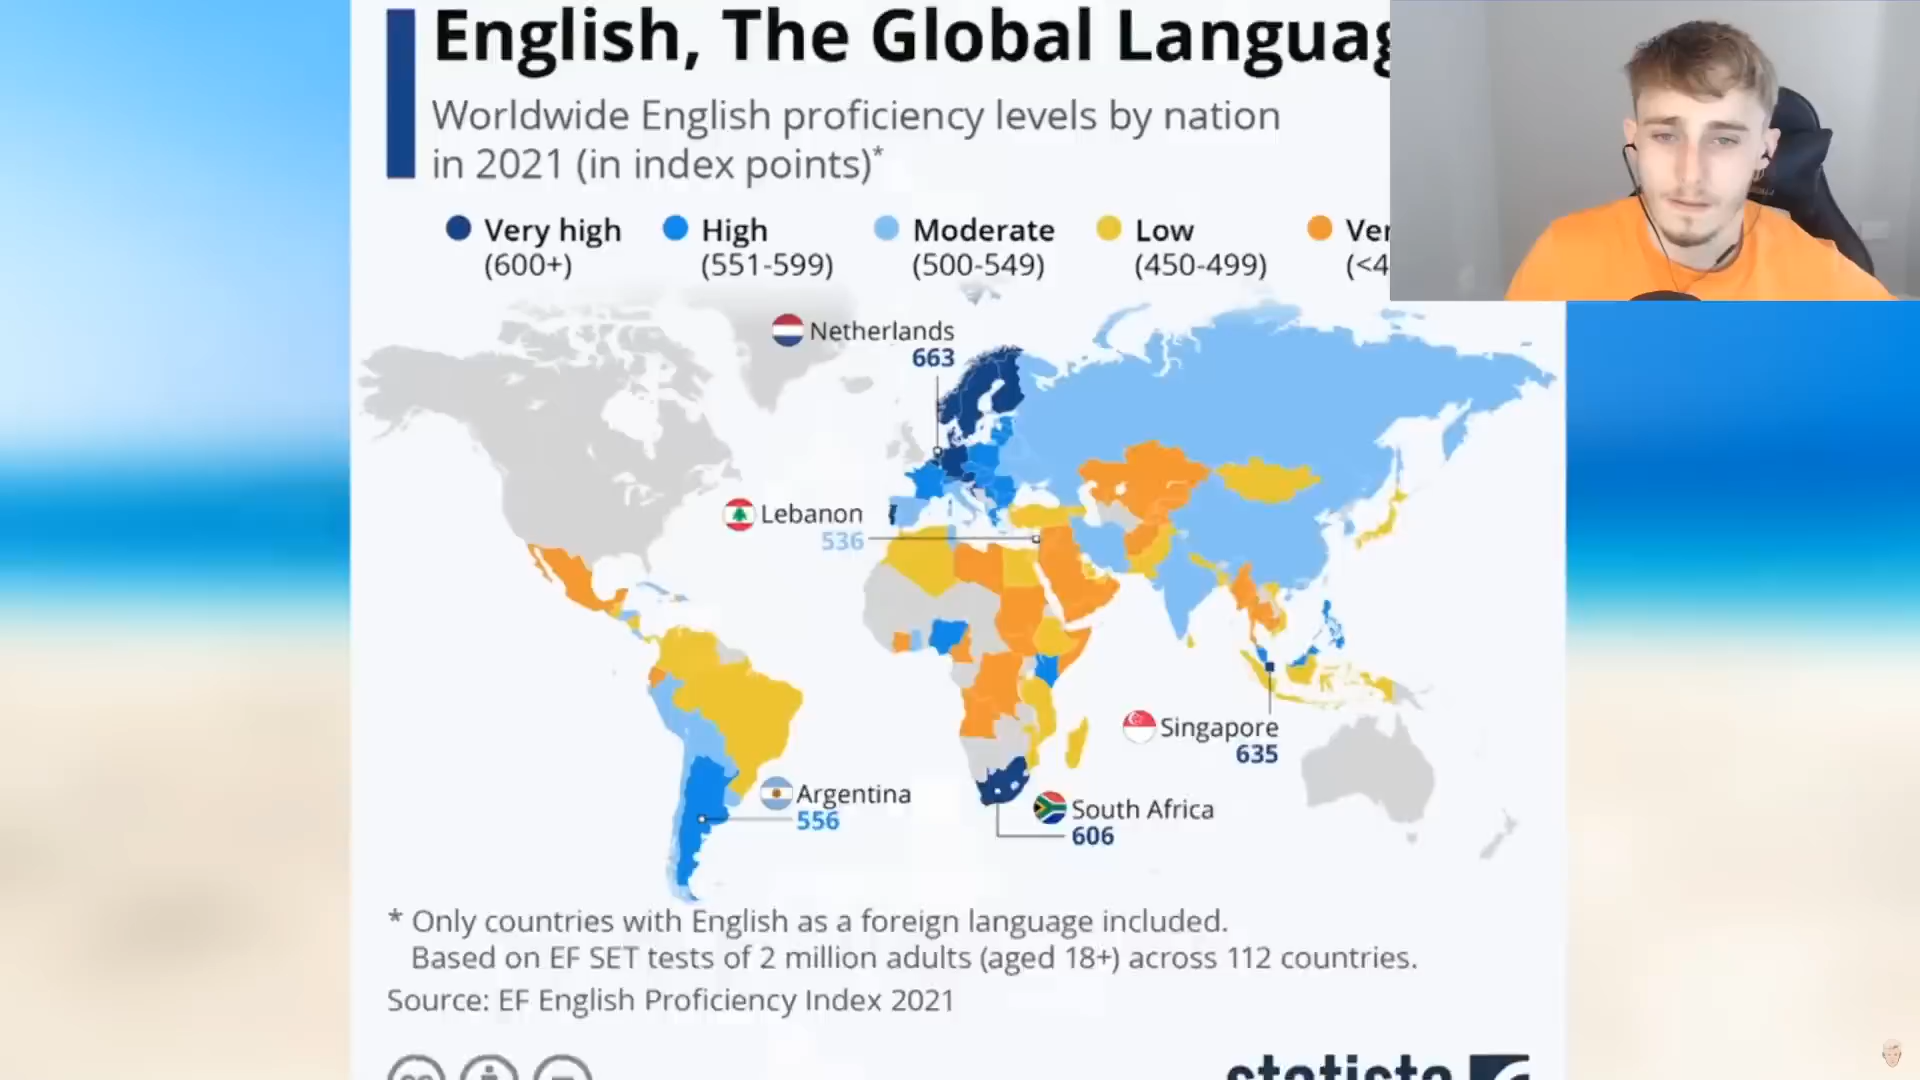 English, The Global
Worldwide English proficiency levels by nation
in 2021 (in index points)*
Very high
(600+)
High
(551-599)
Moderate
(500-549)
Low
(450-499)
Netherlands
663
Lebanon
536
Singapore
635
Argentina
556
South Africa
606
* Only countries with English as a foreign language included.
Based on EF SET tests of 2 million adults (aged 18+) across 112 countries.
Source: EF English Proficiency Index 2021
statista